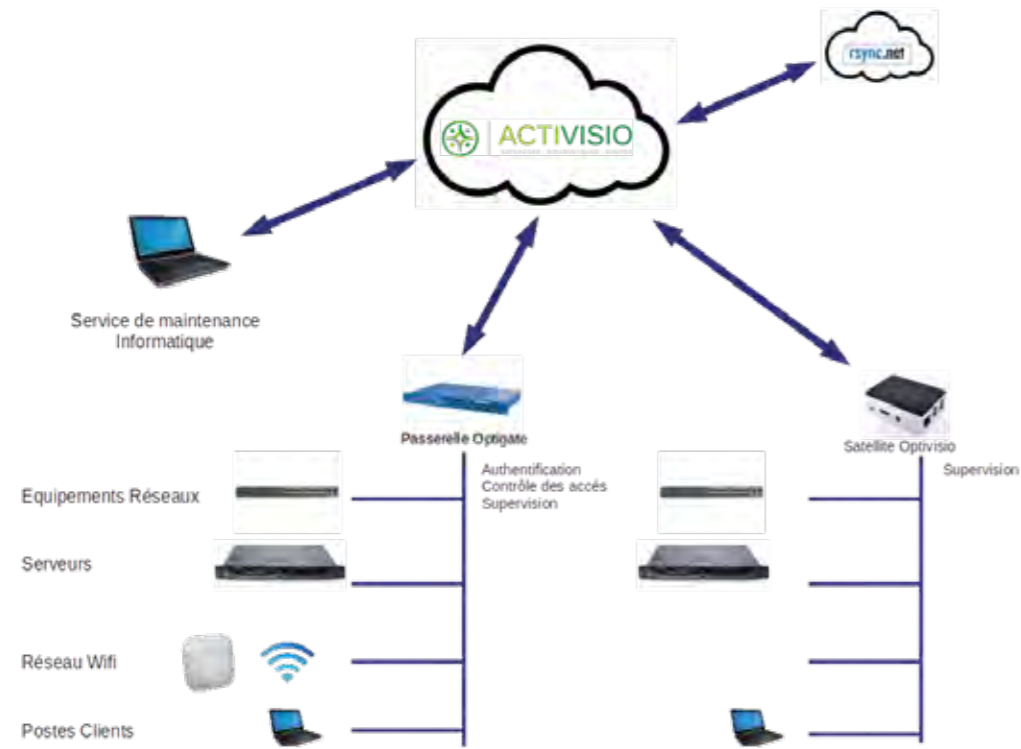 rsync.net
ACTIVISIO
Service de maintenance
Informatique
Passerelle Optigate
Satellite Optivisio
Authentification
Contrôle des accés
Supervision
Supervision
Equipements Réseaux
Serveurs
Réseau Wifi
Postes Clients